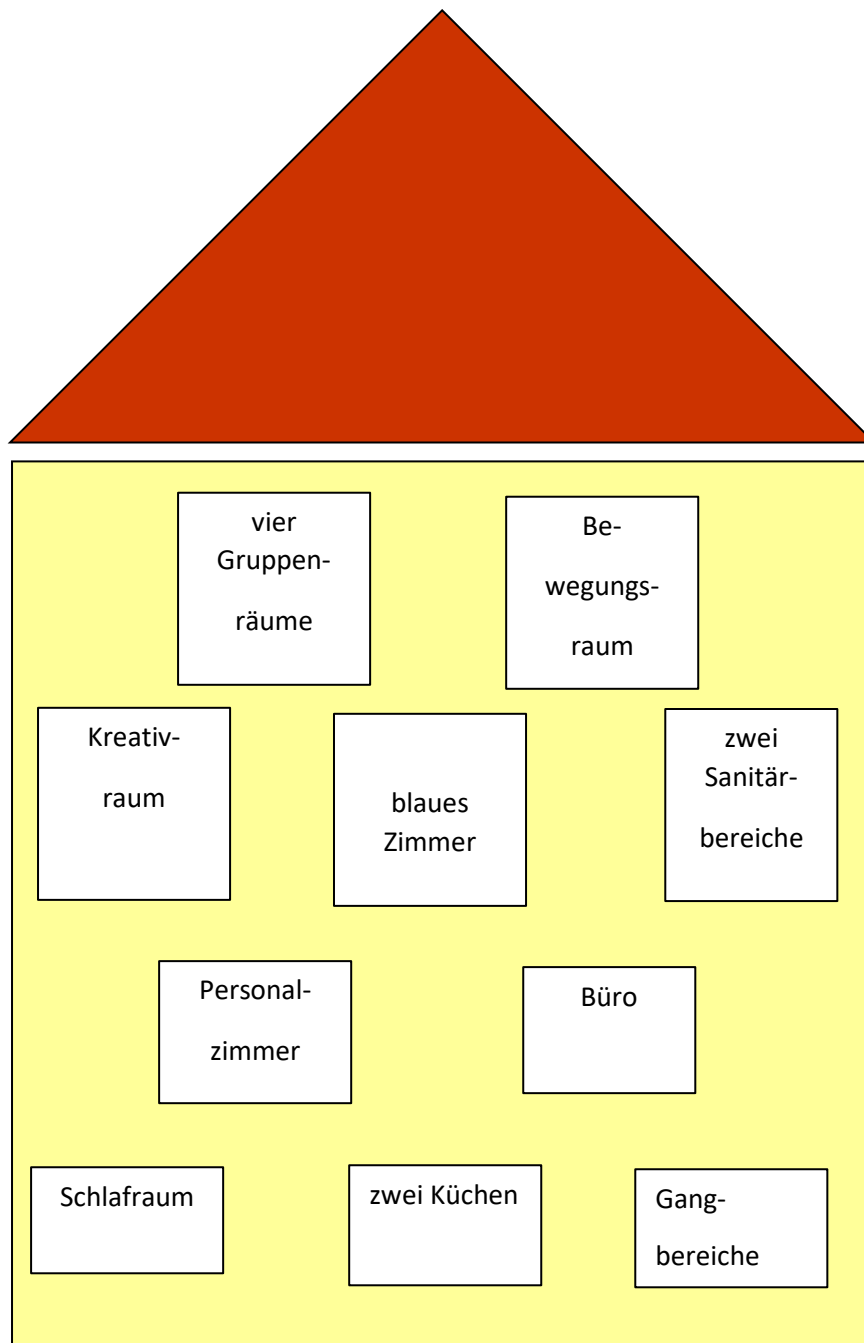 vier
Gruppen-
räume
Be-
wegungs-
raum
Kreativ-
raum
blaues
Zimmer
zwei
Sanitär-
bereiche
Personal-
zimmer
Büro
Schlafraum
zwei Küchen
Gang-
bereiche